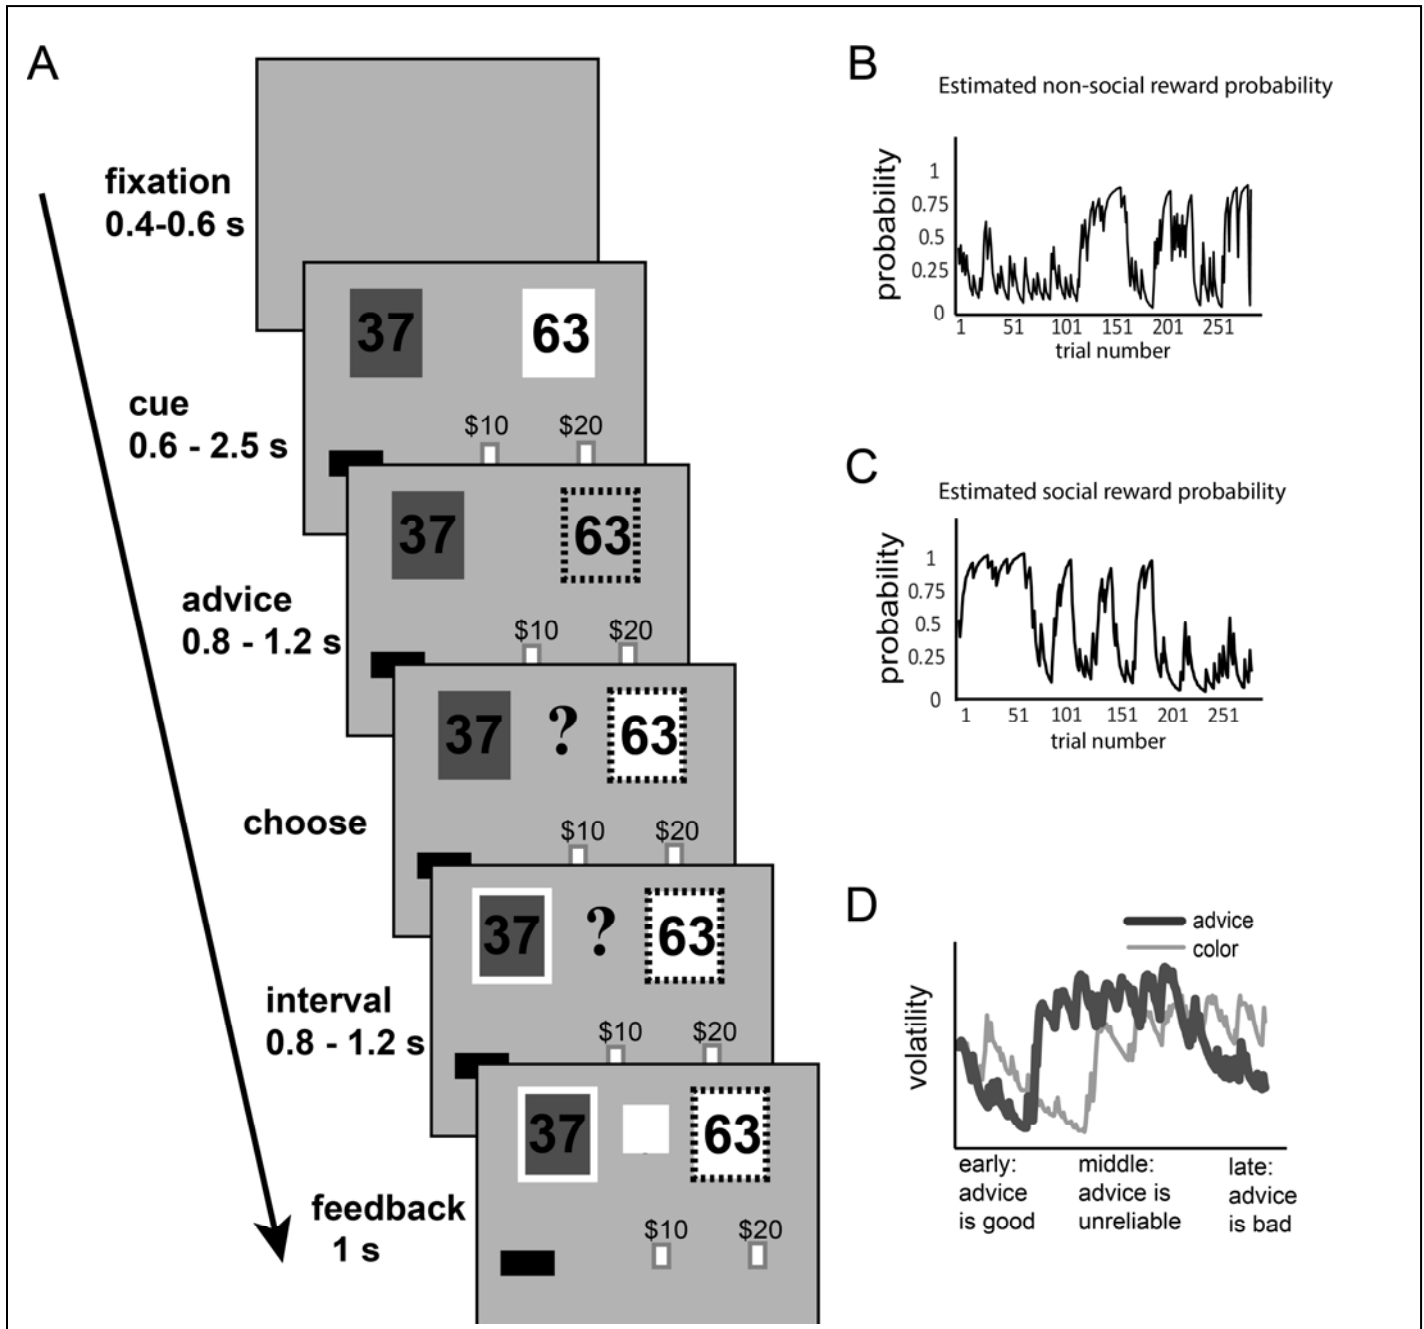 A
fixation
0.4-0.6 s
37
63
cue
0.6 - 2.5 s
$10
$20
37
63
advice
0.8 - 1.2 s
$10
$20
37
?
63
choose
$10
$20
37
?
63
interval
0.8 - 1.2 s
$10
$20
37
63
feedback
1 s
$10
$20
B
Estimated non-social reward probability
probability
1
0.75
0.5
0.25
0
1 51 101 151 201 251
trial number
C
Estimated social reward probability
probability
1
0.75
0.5
0.25
0
1 51 101 151 201 251
trial number
D
advice
color
volatility
early:
advice
is good
middle:
advice is
unreliable
late:
advice
is bad